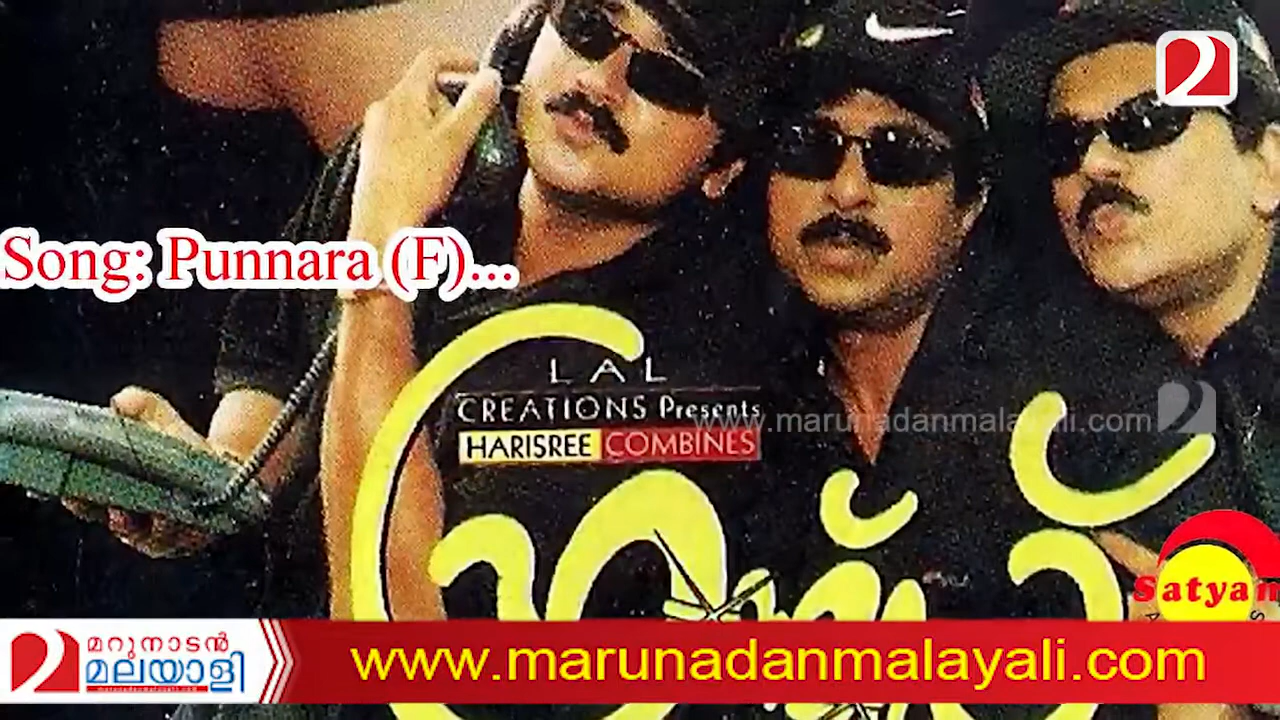 Song: Punnara (F)...
LAL
CREATIONS Presents
HARISREE COMBINES
www.marunadanmalayali.com
Satyam
മറുനാടൻ
മലയാളി
www.marunadanmalayali.com